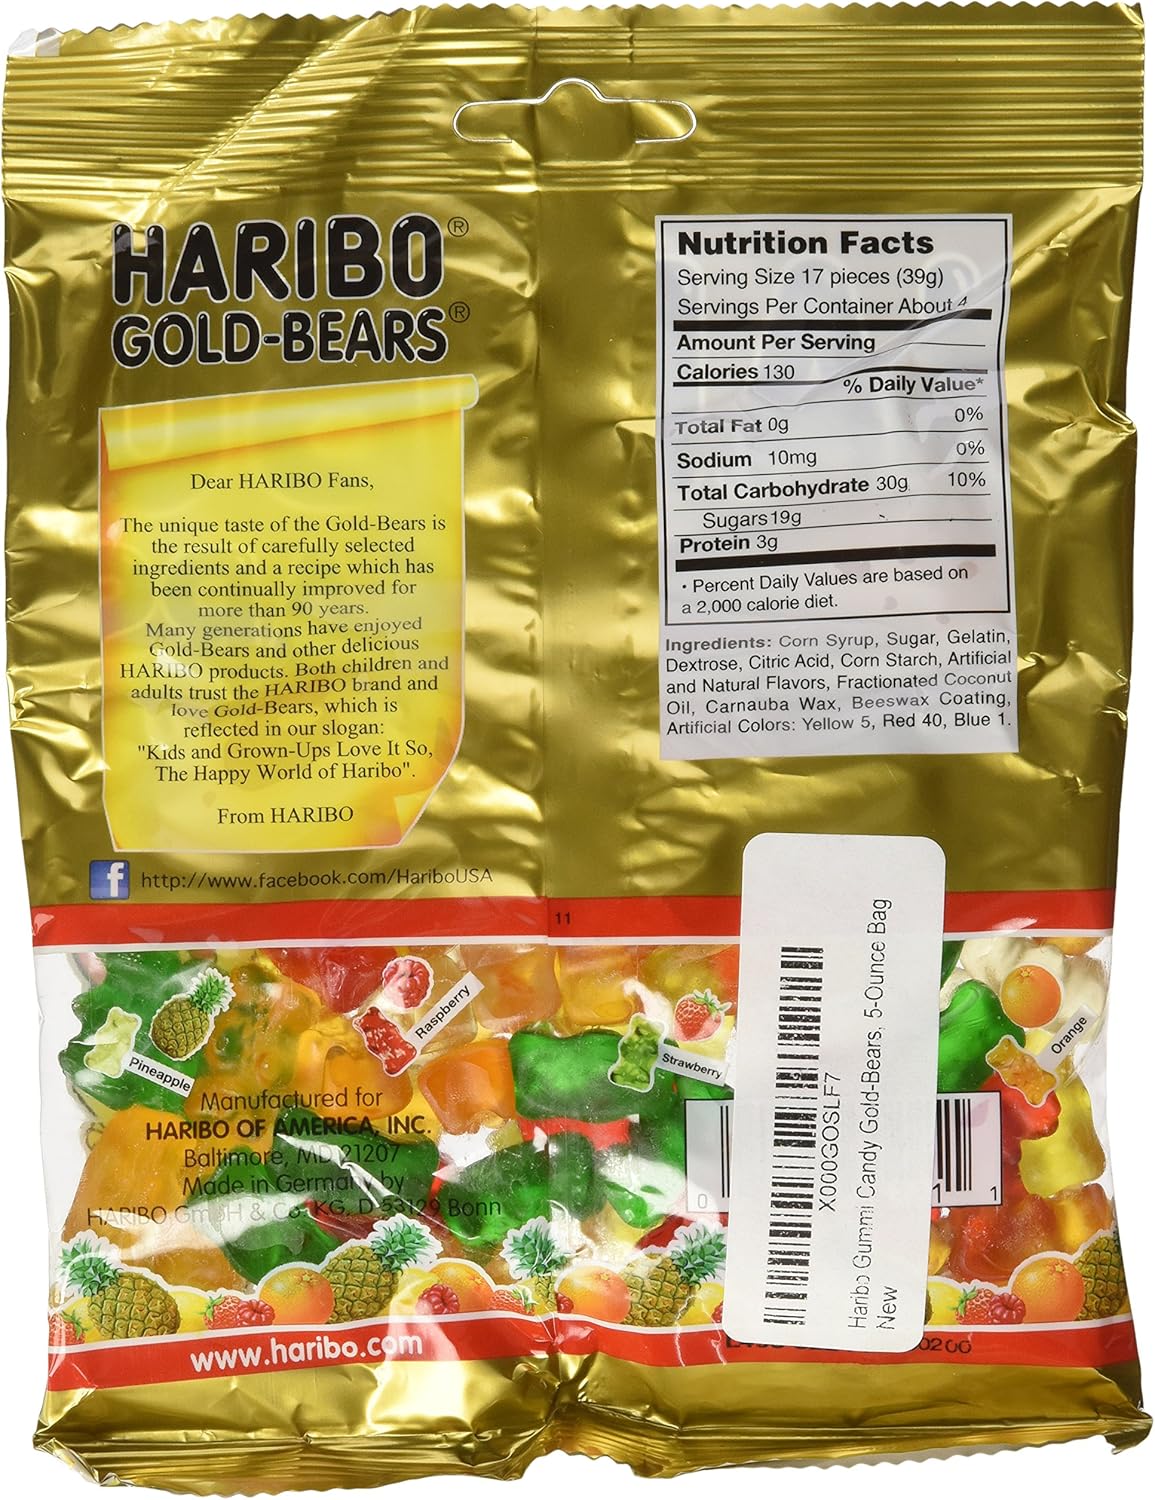 HARIBO®
GOLD-BEARS®
Dear HARIBO Fans,
The unique taste of the Gold-Bears is
the result of carefully selected
ingredients and a recipe which has
been continually improved for
more than 90 years.
Many generations have enjoyed
Gold-Bears and other delicious
HARIBO products. Both children and
adults trust the HARIBO brand and
love Gold-Bears, which is
reflected in our slogan:
"Kids and Grown-Ups Love It So,
The Happy World of Haribo".
From HARIBO
f http://www.facebook.com/HariboUSA
Nutrition Facts
Serving Size 17 pieces (39g)
Servings Per Container About 4
Amount Per Serving
Calories 130
% Daily Value*
Total Fat 0g 0%
Sodium 10mg 0%
Total Carbohydrate 30g 10%
Sugars 19g
Protein 3g
• Percent Daily Values are based on
a 2,000 calorie diet.
Ingredients: Corn Syrup, Sugar, Gelatin,
Dextrose, Citric Acid, Corn Starch, Artificial
and Natural Flavors, Fractionated Coconut
Oil, Carnauba Wax, Beeswax Coating,
Artificial Colors: Yellow 5, Red 40, Blue 1.
11
Pineapple
Raspberry
Strawberry
Orange
Manufactured for
HARIBO OF AMERICA, INC.
Baltimore, MD 21207
Made in Germany by
HARIBO GmbH & Co. KG, D-53129 Bonn
0
1 1
X000GOSLF7
Haribo Gummi Candy Gold-Bears, 5-Ounce Bag
New
www.haribo.com